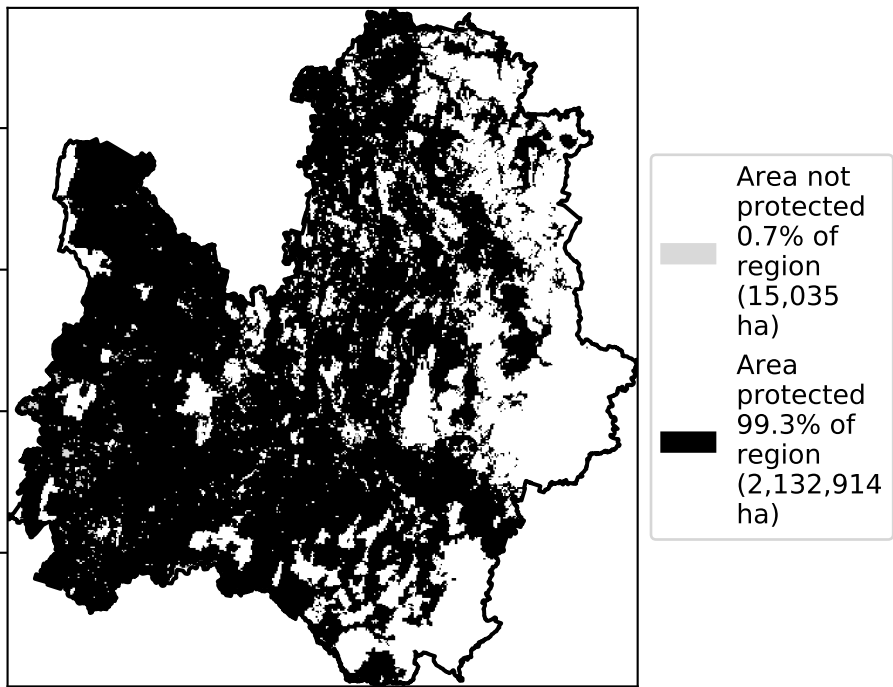 Area not
protected
0.7% of
region
(15,035
ha)
Area
protected
99.3% of
region
(2,132,914
ha)